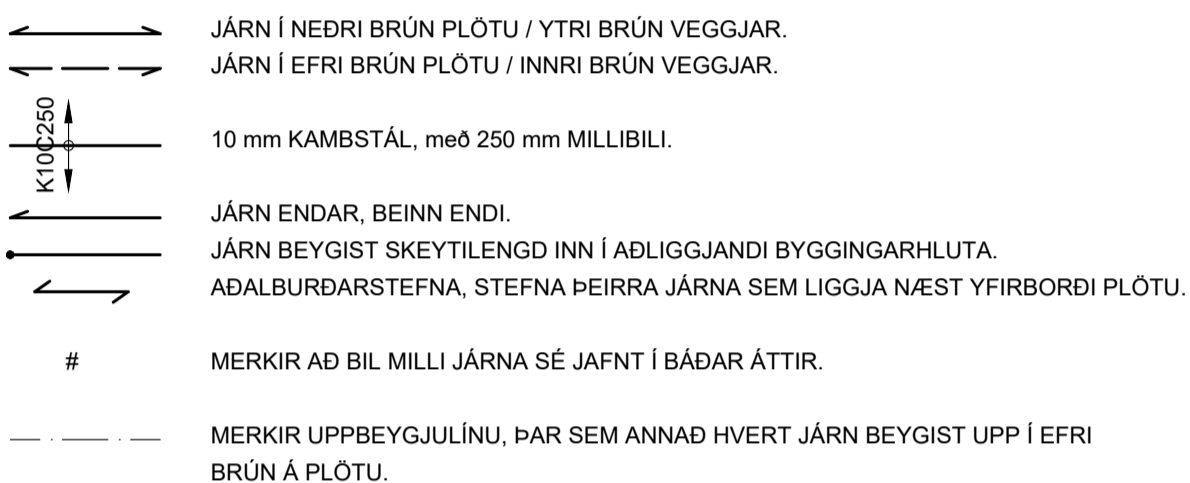 JÁRN Í NEÐRI BRÚN PLÖTU / YTRI BRÚN VEGGJAR.
JÁRN Í EFRI BRÚN PLÖTU / INNRI BRÚN VEGGJAR.
K10C250
10 mm KAMBSTÁL, með 250 mm MILLIBILI.
JÁRN ENDAR, BEINN ENDI.
JÁRN BEYGIST SKEYTILENGD INN Í AÐLIGGJANDI BYGGINGARHLUTA.
AÐALBURÐARSTEFNA, STEFNA ÞEIRRA JÁRNA SEM LIGGJA NÆST YFIRBORÐI PLÖTU.
# MERKIR AÐ BIL MILLI JÁRNA SÉ JAFNT Í BÁÐAR ÁTTIR.
MERKIR UPPBEYGJULÍNU, ÞAR SEM ANNAÐ HVERT JÁRN BEYGIST UPP Í EFRI
BRÚN Á PLÖTU.